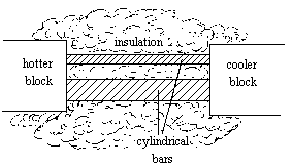 insulation
hotter
block
cooler
block
cylindrical
bars